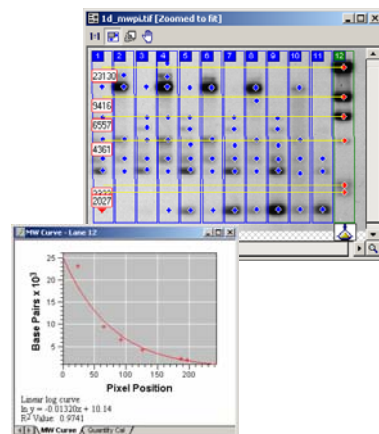 1d_mwpi.tif [Zoomed to fit]
1:1
1 2 3 4 5 6 7 8 9 10 11 12
23130
9416
6557
4361
2027
MW Curve - Lane 12
Base Pairs x 10³
25
20
15
10
5
0 50 100 150 200
Pixel Position
Linear log curve
ln y = -0.01320x + 10.14
R² Value: 0.9741
MW Curve Quantity Cal